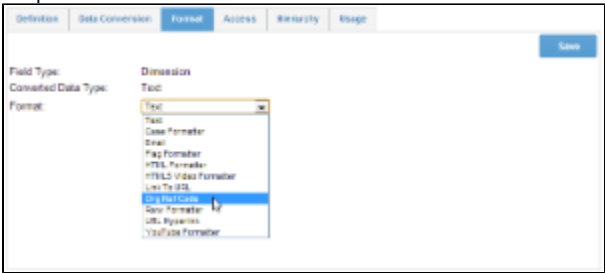 Definition Data Conversion Format Access Hierarchy Usage
Save
Field Type: Dimension
Converted Data Type: Text
Format: Text
Text
Case Formatter
Email
Flag Formatter
HTML Formatter
HTML5 Video Formatter
Link To URL
Org Ref Code
Raw Formatter
URL Hyperlink
YouTube Formatter